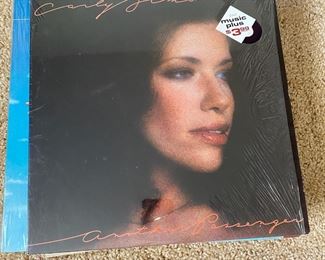 Carly Simon
music
plus
$3.99
Another Passenger